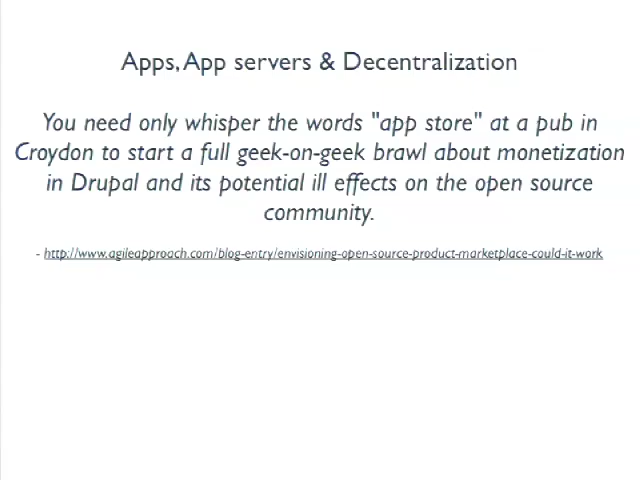 Apps, App servers & Decentralization
You need only whisper the words "app store" at a pub in
Croydon to start a full geek-on-geek brawl about monetization
in Drupal and its potential ill effects on the open source
community.
- http://www.agileapproach.com/blog-entry/envisioning-open-source-product-marketplace-could-it-work